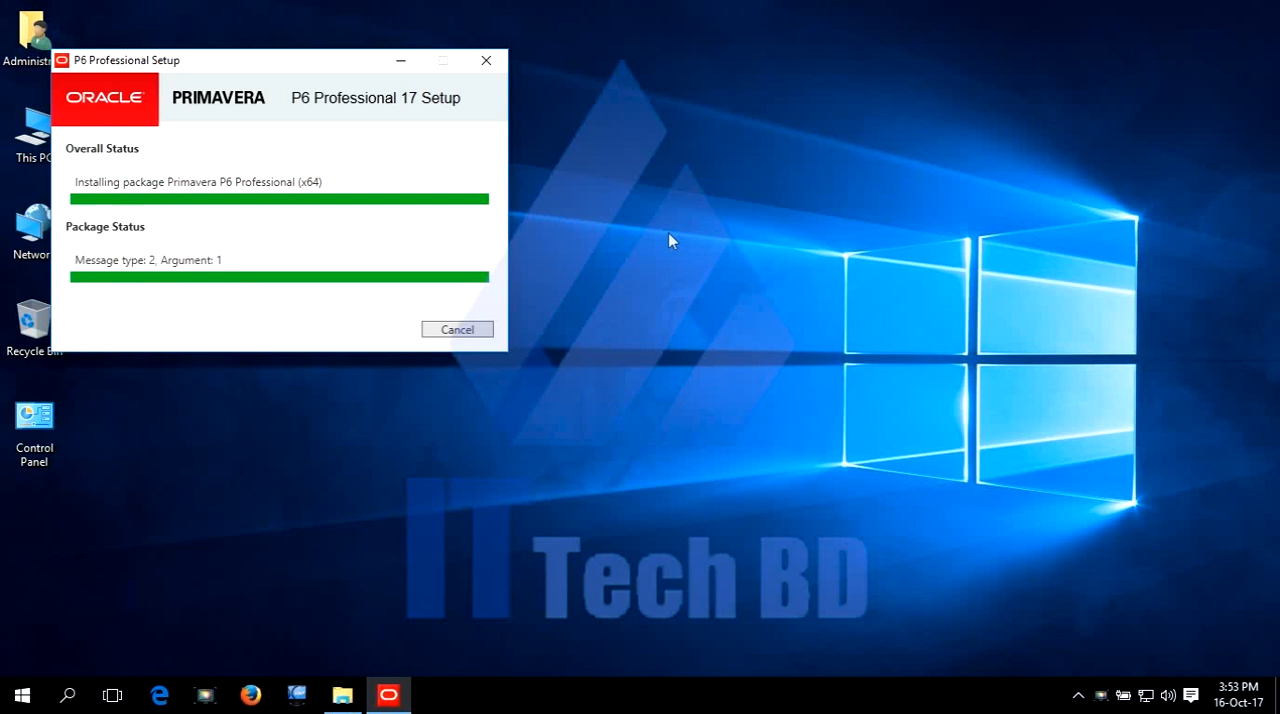 Administr
P6 Professional Setup
ORACLE PRIMAVERA P6 Professional 17 Setup
Overall Status
Installing package Primavera P6 Professional (x64)
Package Status
Message type: 2, Argument: 1
Cancel
This PC
Networ
Recycle Bin
Control
Panel
IT Tech BD
3:53 PM
16-Oct-17